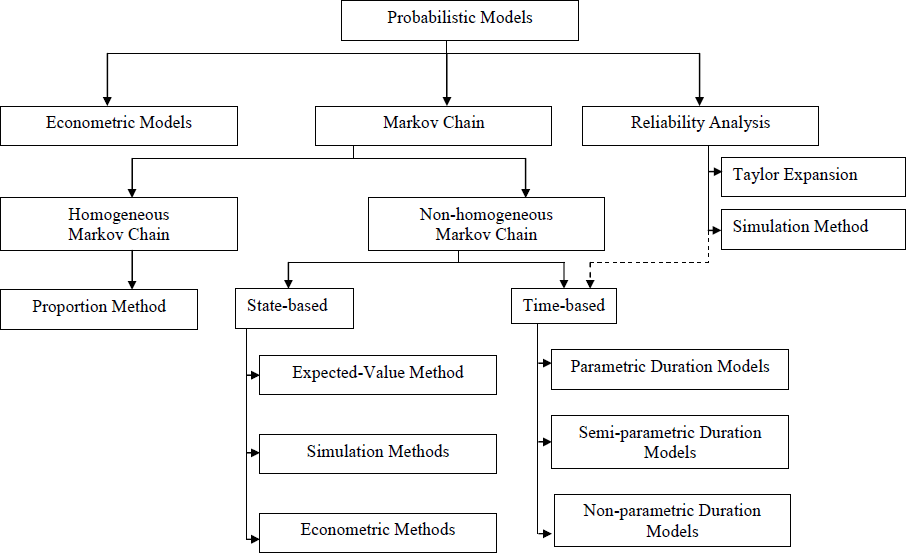 Probabilistic Models
Econometric Models
Markov Chain
Reliability Analysis
Taylor Expansion
Simulation Method
Homogeneous
Markov Chain
Non-homogeneous
Markov Chain
Proportion Method
State-based
Time-based
Expected-Value Method
Simulation Methods
Econometric Methods
Parametric Duration Models
Semi-parametric Duration
Models
Non-parametric Duration
Models